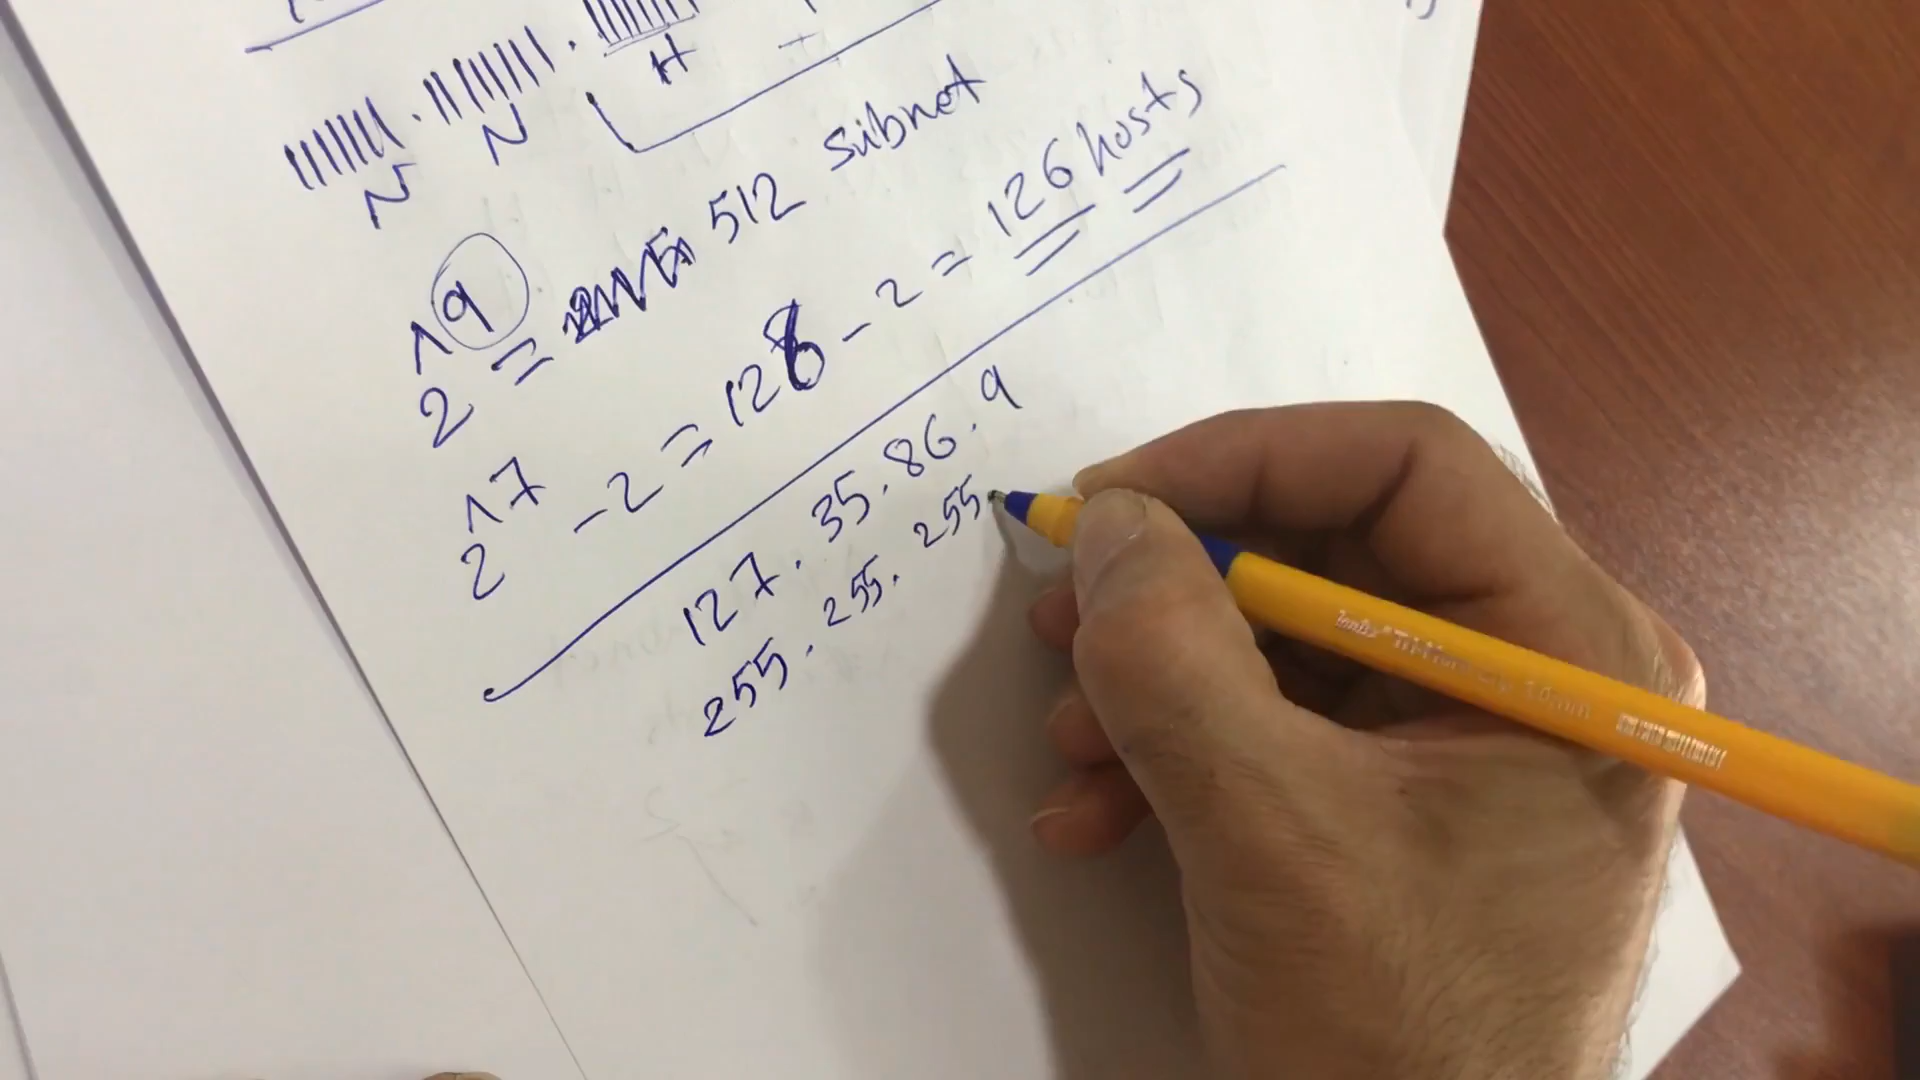 N N H
2^9 = 512 Subnet
2^7 - 2 = 128 - 2 = 126 hosts
127. 35. 86. 9
255. 255. 255.